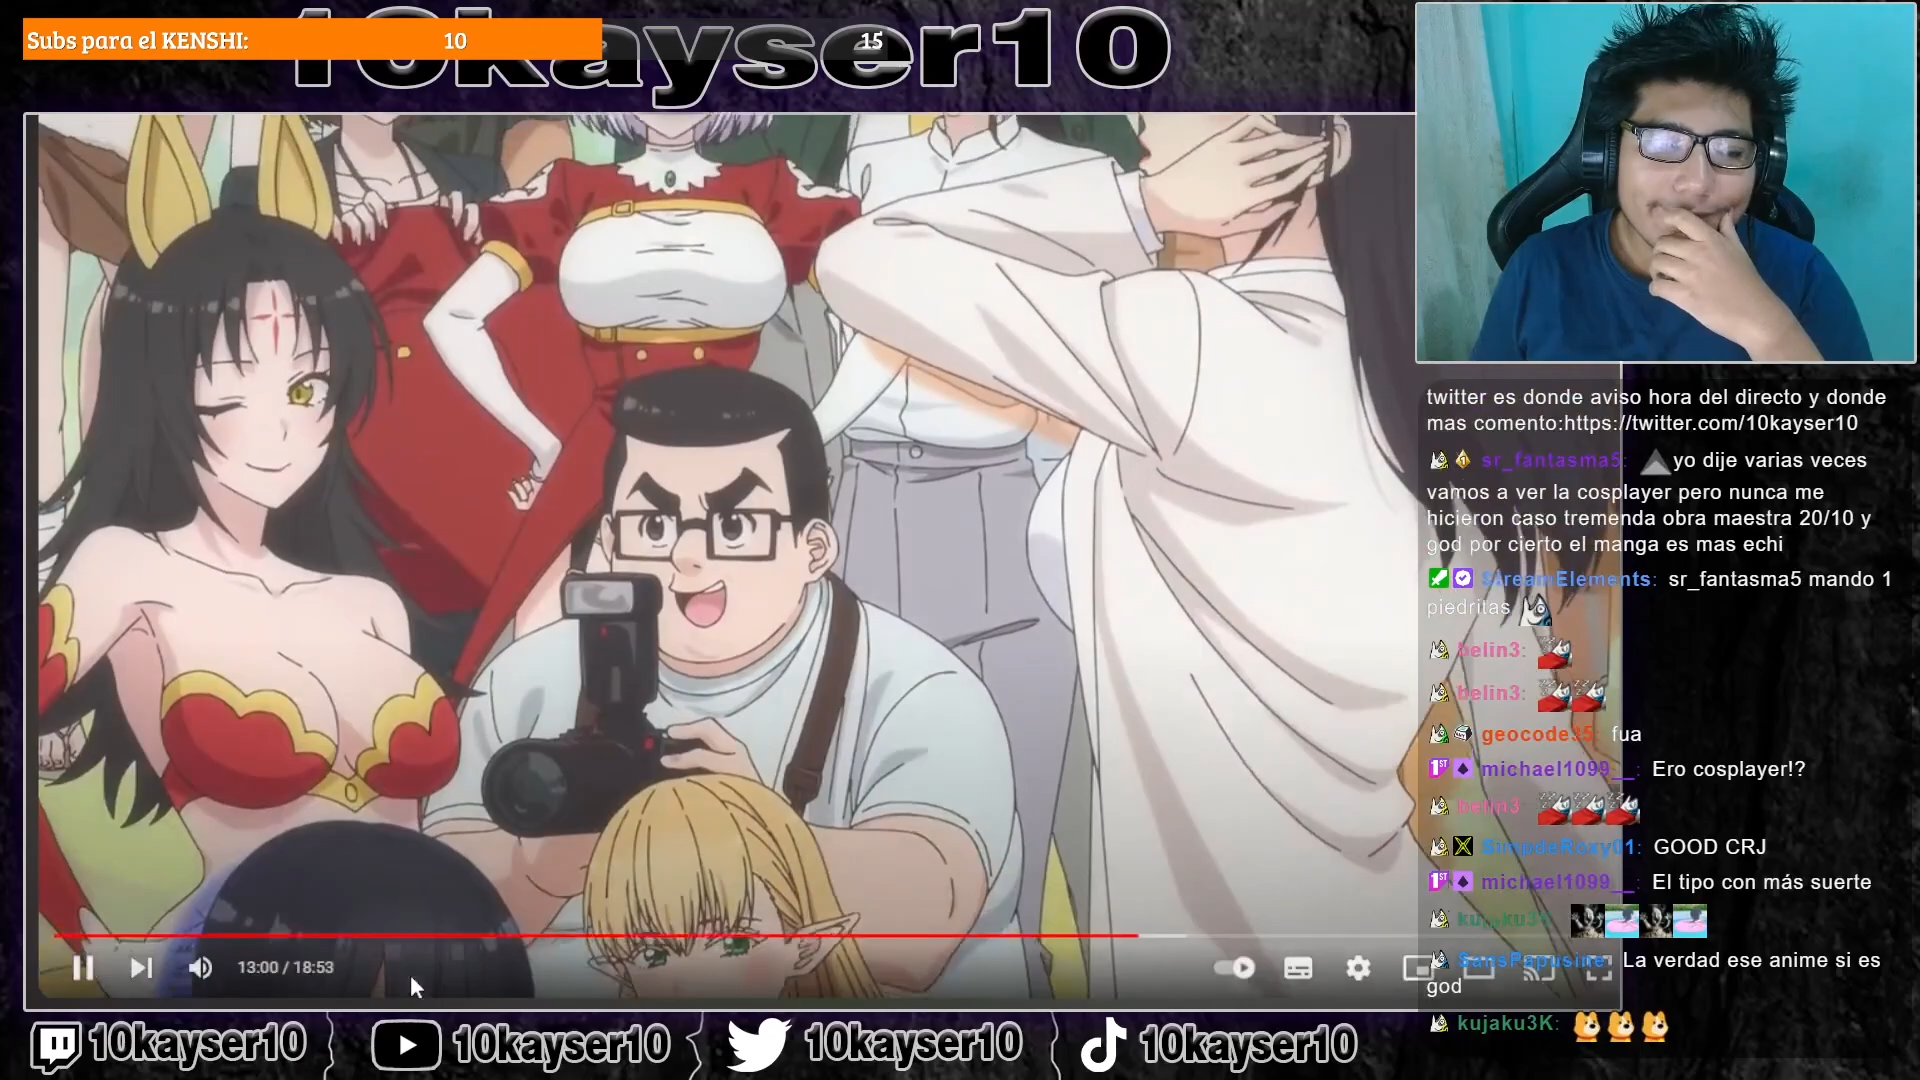 10kayser10
Subs para el KENSHI: 10 15
twitter es donde aviso hora del directo y donde
mas comento:https://twitter.com/10kayser10
sr_fantasma5: yo dije varias veces
vamos a ver la cosplayer pero nunca me
hicieron caso tremenda obra maestra 20/10 y
god por cierto el manga es mas echi
StreamElements: sr_fantasma5 mando 1
piedritas
belin3:
belin3:
geocode35: fua
michael1099__: Ero cosplayer!?
belin3
SimpdeRoxy01: GOOD CRJ
michael1099__: El tipo con más suerte
kujaku3K
SansPapusine: La verdad ese anime si es
god
kujaku3K:
13:00 / 18:53
10kayser10 10kayser10 10kayser10 10kayser10